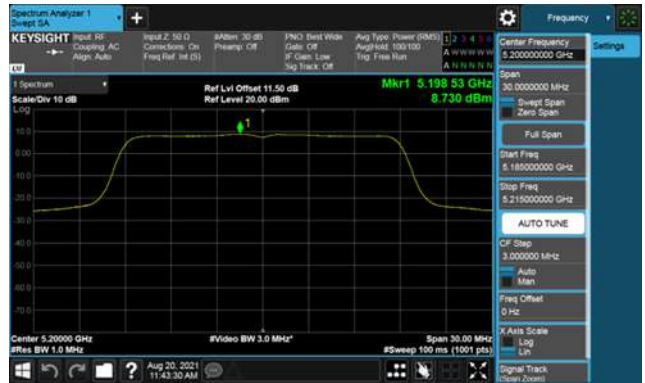 Spectrum Analyzer 1
Swept SA
+
Frequency
KEYSIGHT
Input: RF
Coupling: AC
Align: Auto
Input Z: 50 Ω
Corrections: On
Freq Ref: Int (S)
#Atten: 30 dB
Preamp: Off
PNO: Best Wide
Gate: Off
IF Gain: Low
Sig Track: Off
Avg Type: Power (RMS)
Avg|Hold: 100/100
Trig: Free Run
1 2 3 4 5 6
A W W W W W
A N N N N N
LW
1 Spectrum
Scale/Div 10 dB
Log
Ref Lvl Offset 11.50 dB
Ref Level 20.00 dBm
Mkr1 5.198 53 GHz
8.730 dBm
1
10.0
0.00
-10.0
-20.0
-30.0
-40.0
-50.0
-60.0
-70.0
Center 5.20000 GHz
#Res BW 1.0 MHz
#Video BW 3.0 MHz*
Span 30.00 MHz
#Sweep 100 ms (1001 pts)
Center Frequency
5.200000000 GHz
Settings
Span
30.0000000 MHz
Swept Span
Zero Span
Full Span
Start Freq
5.185000000 GHz
Stop Freq
5.215000000 GHz
AUTO TUNE
CF Step
3.000000 MHz
Auto
Man
Freq Offset
0 Hz
X Axis Scale
Log
Lin
Signal Track
(Span Zoom)
?
Aug 20, 2021
11:43:30 AM